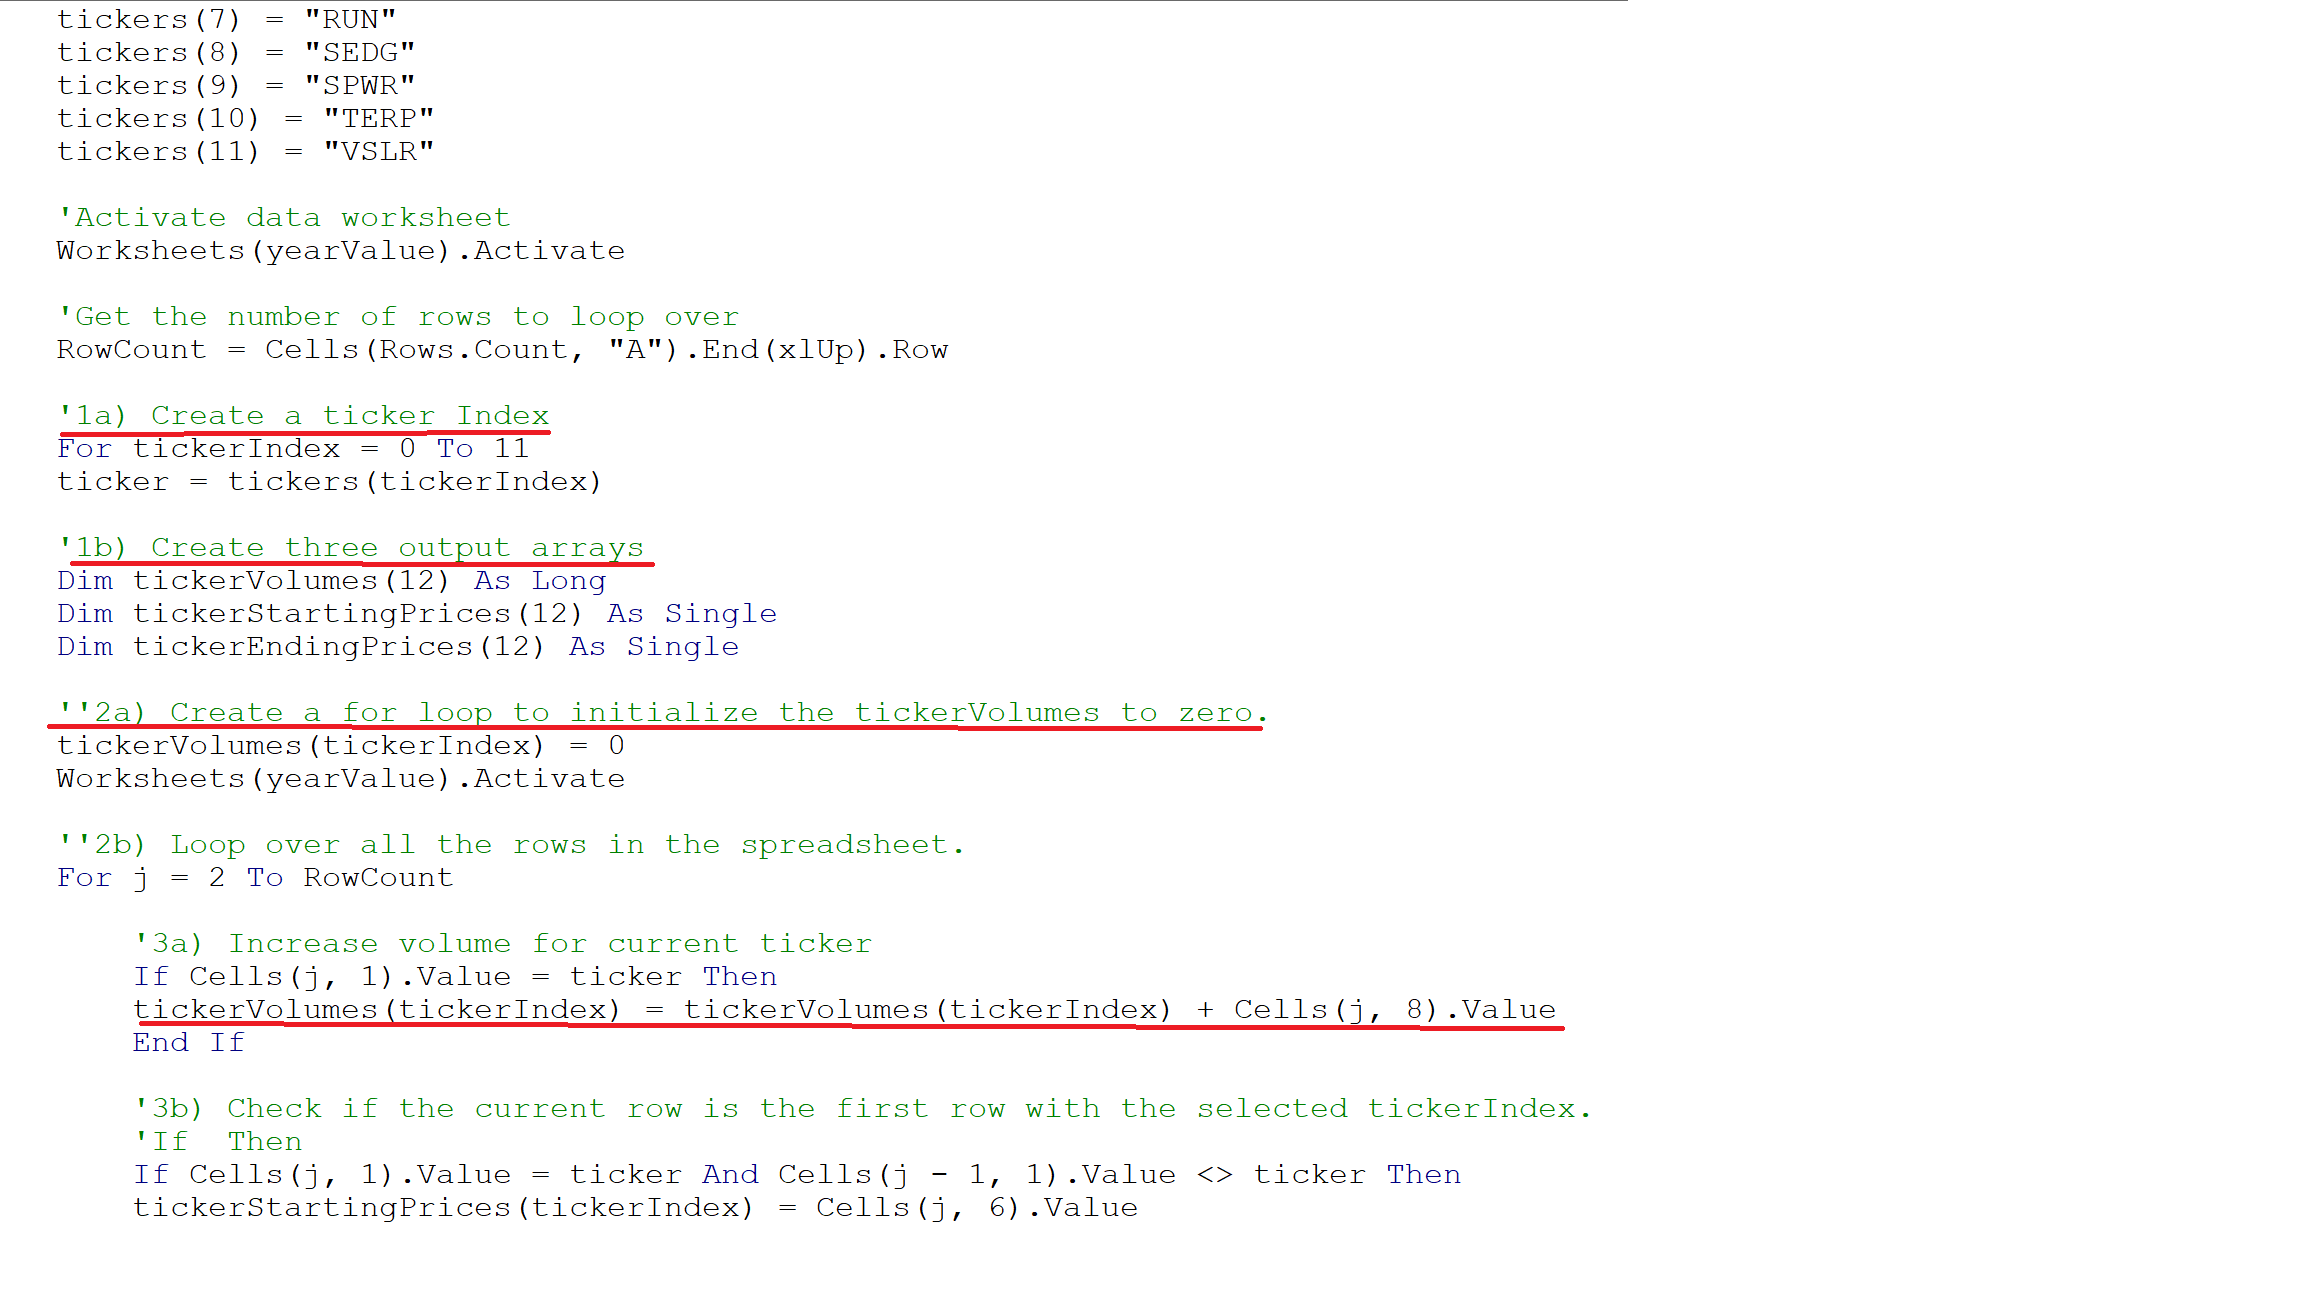 tickers(7) = "RUN"
tickers(8) = "SEDG"
tickers(9) = "SPWR"
tickers(10) = "TERP"
tickers(11) = "VSLR"
'Activate data worksheet
Worksheets(yearValue).Activate
'Get the number of rows to loop over
RowCount = Cells(Rows.Count, "A").End(xlUp).Row
'1a) Create a ticker Index
For tickerIndex = 0 To 11
ticker = tickers(tickerIndex)
'1b) Create three output arrays
Dim tickerVolumes(12) As Long
Dim tickerStartingPrices(12) As Single
Dim tickerEndingPrices(12) As Single
''2a) Create a for loop to initialize the tickerVolumes to zero.
tickerVolumes(tickerIndex) = 0
Worksheets(yearValue).Activate
''2b) Loop over all the rows in the spreadsheet.
For j = 2 To RowCount
'3a) Increase volume for current ticker
If Cells(j, 1).Value = ticker Then
tickerVolumes(tickerIndex) = tickerVolumes(tickerIndex) + Cells(j, 8).Value
End If
'3b) Check if the current row is the first row with the selected tickerIndex.
'If  Then
If Cells(j, 1).Value = ticker And Cells(j - 1, 1).Value <> ticker Then
tickerStartingPrices(tickerIndex) = Cells(j, 6).Value